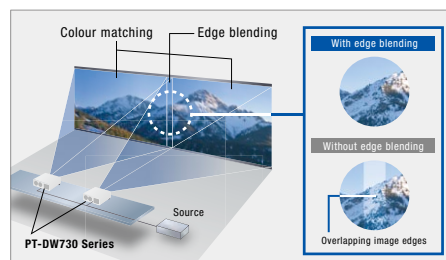 Colour matching
Edge blending
With edge blending
Without edge blending
Source
PT-DW730 Series
Overlapping image edges